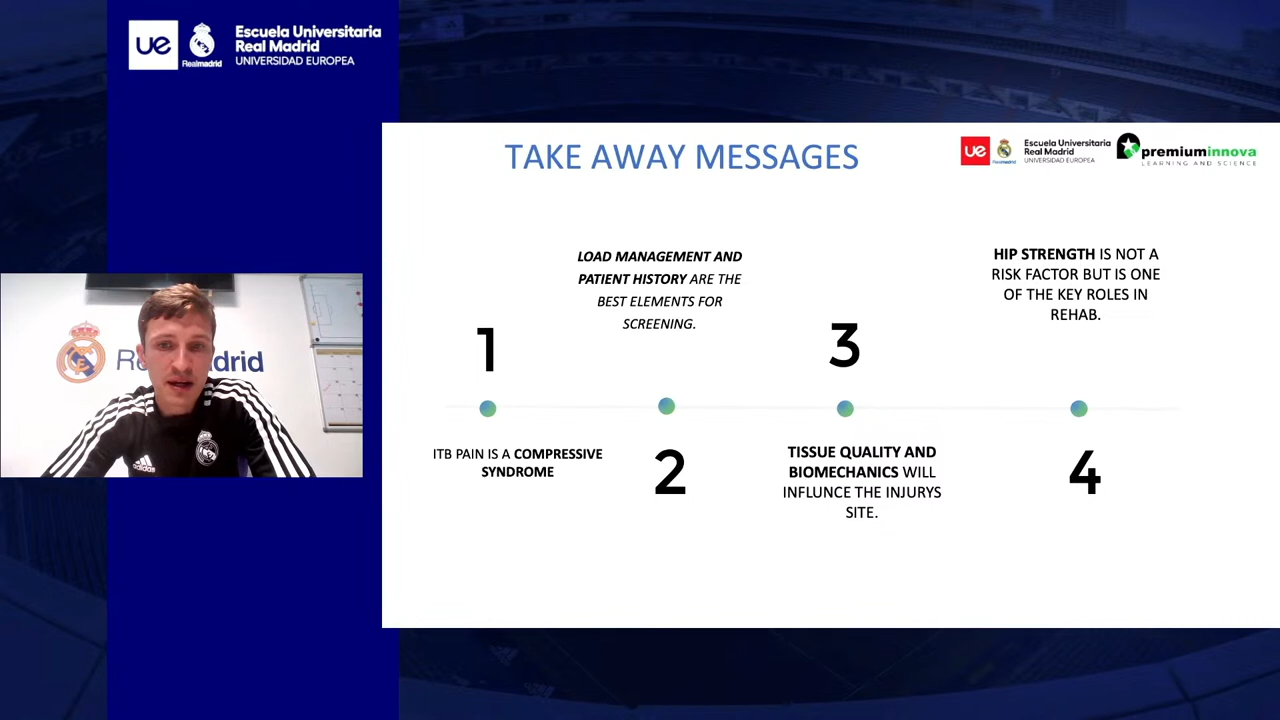 ue
Realmadrid
Escuela Universitaria
Real Madrid
UNIVERSIDAD EUROPEA
TAKE AWAY MESSAGES
ue
Realmadrid
Escuela Universitaria
Real Madrid
UNIVERSIDAD EUROPEA
premiuminnova
LEARNING AND SCIENCE
1
ITB PAIN IS A COMPRESSIVE
SYNDROME
LOAD MANAGEMENT AND
PATIENT HISTORY ARE THE
BEST ELEMENTS FOR
SCREENING.
2
3
TISSUE QUALITY AND
BIOMECHANICS WILL
INFLUNCE THE INJURYS
SITE.
HIP STRENGTH IS NOT A
RISK FACTOR BUT IS ONE
OF THE KEY ROLES IN
REHAB.
4
adidas